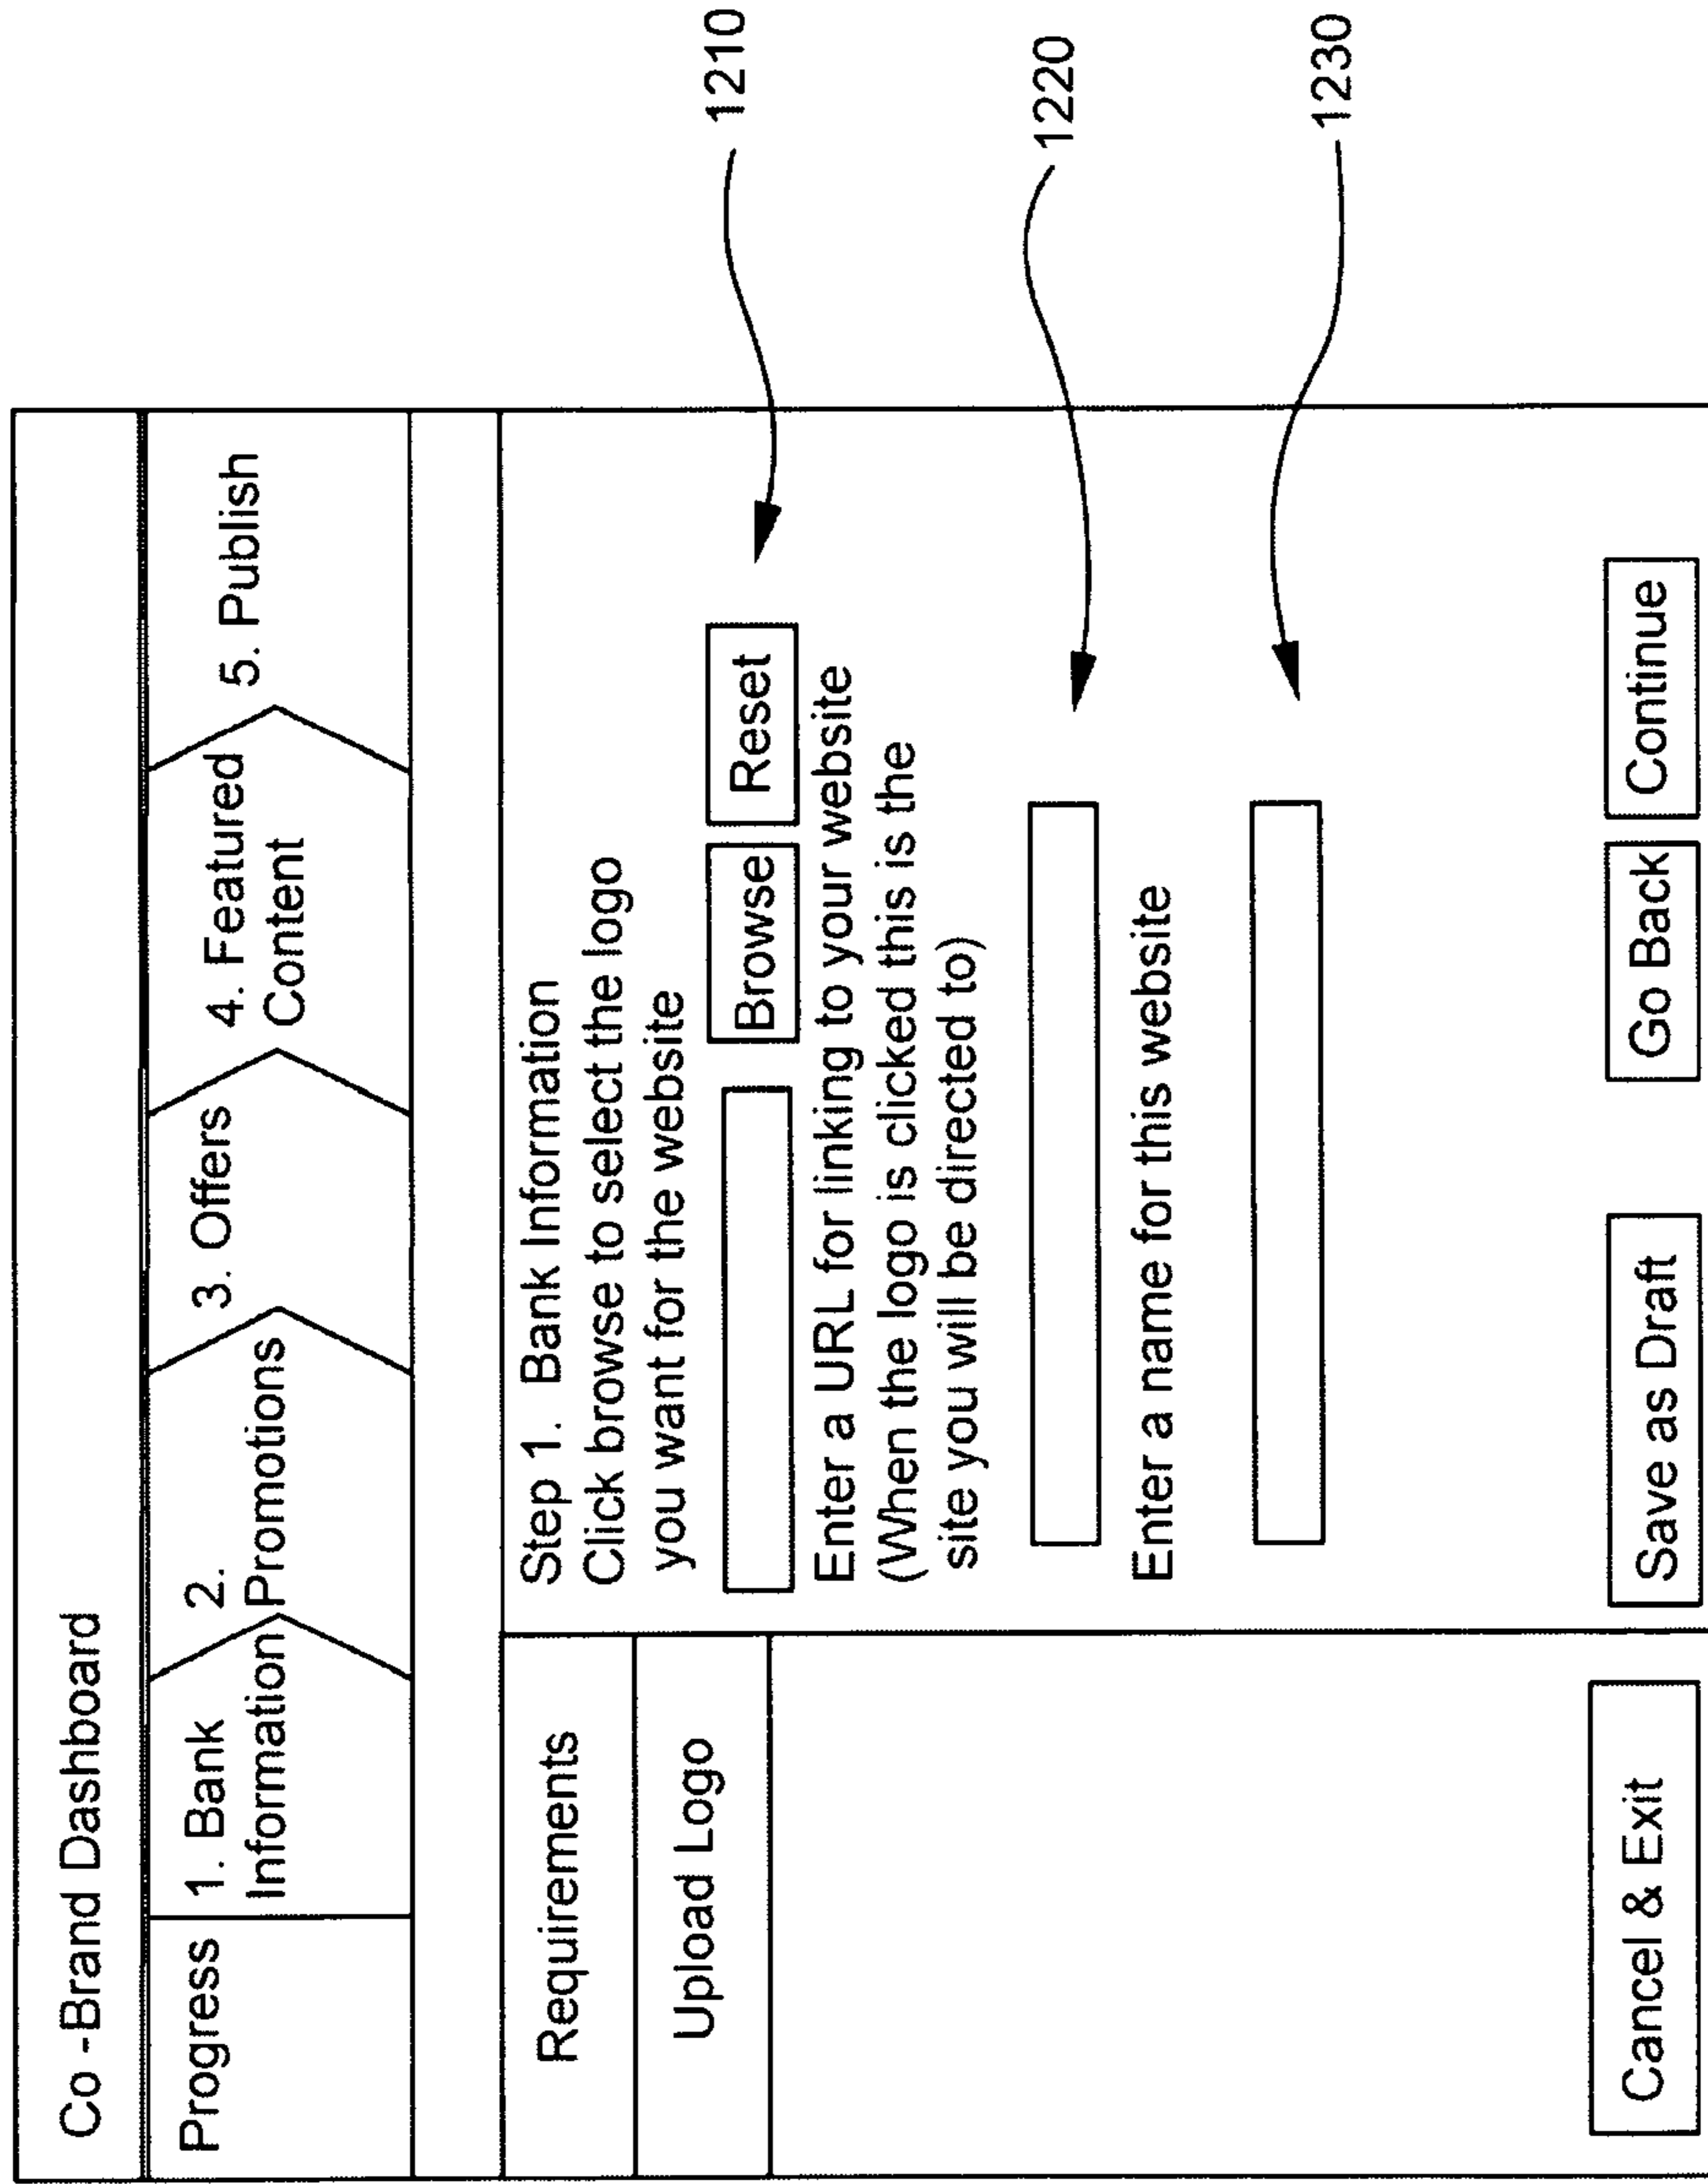 Co -Brand Dashboard
Progress
1. Bank
Information
2.
Promotions
3. Offers
4. Featured
Content
5. Publish
Requirements
Upload Logo
Step 1. Bank Information
Click browse to select the logo
you want for the website
Browse
Reset
1210
Enter a URL for linking to your website
(When the logo is clicked this is the
site you will be directed to)
1220
Enter a name for this website
1230
Cancel & Exit
Save as Draft
Go Back
Continue